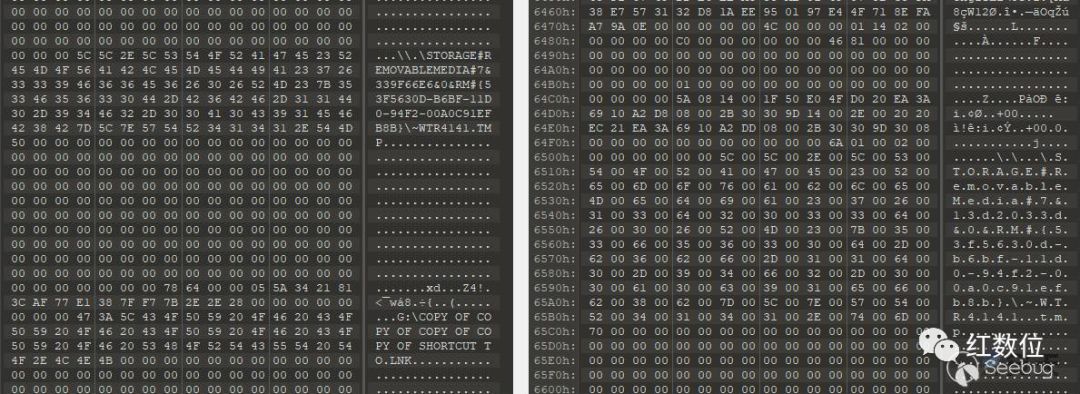 00 00 00 00 00 00 00 00 00 00 00 00 00 00 00 00 ................
00 00 00 00 00 00 00 00 00 00 00 00 00 00 00 00 ................
00 00 00 5C 5C 2E 5C 53 54 4F 52 41 47 45 23 52 ...\\.\STORAGE#R
45 4D 4F 56 41 42 4C 45 4D 45 44 49 41 23 37 26 EMOVABLEMEDIA#7&
33 33 39 46 36 36 45 36 26 30 26 52 4D 23 7B 35 339F66E6&0&RM#{5
33 46 35 36 33 30 44 2D 42 36 42 46 2D 31 31 44 3F5630D-B6BF-11D
30 2D 39 34 46 32 2D 30 30 41 30 43 39 31 45 46 0-94F2-00A0C91EF
42 38 42 7D 5C 7E 57 54 52 34 31 34 31 2E 54 4D B8B}\~WTR4141.TM
50 00 00 00 00 00 00 00 00 00 00 00 00 00 00 00 P...............
00 00 00 00 00 00 00 00 00 00 00 00 00 00 00 00 ................
00 00 00 00 00 00 00 00 00 00 00 00 00 00 00 00 ................
00 00 00 00 00 00 00 00 00 00 00 00 00 00 00 00 ................
00 00 00 00 00 00 00 00 00 00 00 00 00 00 00 00 ................
00 00 00 00 00 00 00 00 00 00 00 00 00 00 00 00 ................
00 00 00 00 00 00 00 00 00 00 00 00 00 00 00 00 ................
00 00 00 00 00 00 00 00 00 00 00 00 00 00 00 00 ................
00 00 00 00 00 00 00 00 00 00 00 00 00 00 00 00 ................
00 00 00 00 00 00 00 00 00 00 00 00 00 00 00 00 ................
00 00 00 00 00 00 00 78 64 00 00 05 5A 34 21 81 .......xd...Z4!.
3C AF 77 E1 38 7F F7 7B 2E 2E 28 00 00 00 00 00
00 00 00 47 3A 5C 43 4F 50 59 20 4F 46 20 43 4F ...G:\COPY OF CO
50 59 20 4F 46 20 43 4F 50 59 20 4F 46 20 43 4F PY OF COPY OF CO
50 59 20 4F 46 20 53 48 4F 52 54 43 55 54 20 54 PY OF SHORTCUT T
4F 2E 4C 4E 4B 00 00 00 00 00 00 00 00 00 00 00 O.LNK...........
00 00 00 00 00 00 00 00 00 00 00 00 00 00 00 00 ................
6460h: 38 E7 57 31 32 D8 1A EE 95 01 97 E4 4F 71 8E FA 8çW12Ø.î•.—äOqŽú
6470h: A7 9A 0E 00 00 00 00 00 4C 00 00 00 01 14 02 00 §š......L.......
6480h: 00 00 00 00 C0 00 00 00 00 00 00 46 81 00 00 00 ....À......F....
6490h: 00 00 00 00 00 00 00 00 00 00 00 00 00 00 00 00 ................
64A0h: 00 00 00 00 00 00 00 00 00 00 00 00 00 00 00 00 ................
64B0h: 00 00 00 00 00 00 00 00 00 00 00 00 00 00 00 00 ................
64C0h: 00 00 00 00 5A 08 14 00 1F 50 E0 4F D0 20 EA 3A ....Z....PàOÐ ê:
64D0h: 69 10 A2 D8 08 00 2B 30 30 9D 14 00 2E 00 20 20
64E0h: EC 21 EA 3A 69 10 A2 DD 08 00 2B 30 30 9D 30 08
64F0h: 00 00 00 00 00 00 00 00 00 00 00 6A 01 00 02 00 ...........j....
6500h: 00 00 00 00 00 00 5C 00 5C 00 2E 00 5C 00 53 00 ......\.\...\.S.
6510h: 54 00 4F 00 52 00 41 00 47 00 45 00 23 00 52 00 T.O.R.A.G.E.#.R.
6520h: 65 00 6D 00 6F 00 76 00 61 00 62 00 6C 00 65 00 e.m.o.v.a.b.l.e.
6530h: 4D 00 65 00 64 00 69 00 61 00 23 00 37 00 26 00 M.e.d.i.a.#.7.&.
6540h: 31 00 33 00 64 00 32 00 30 00 33 00 33 00 64 00 1.3.d.2.0.3.3.d.
6550h: 26 00 30 00 26 00 52 00 4D 00 23 00 7B 00 35 00 &.0.&.R.M.#.{.5.
6560h: 33 00 66 00 35 00 36 00 33 00 30 00 64 00 2D 00 3.f.5.6.3.0.d.-.
6570h: 62 00 36 00 62 00 66 00 2D 00 31 00 31 00 64 00 b.6.b.f.-.1.1.d.
6580h: 30 00 2D 00 39 00 34 00 66 00 32 00 2D 00 30 00 0.-.9.4.f.2.-.0.
6590h: 30 00 61 00 30 00 63 00 39 00 31 00 65 00 66 00 0.a.0.c.9.1.e.f.
65A0h: 62 00 38 00 62 00 7D 00 5C 00 7E 00 57 00 54 00 b.8.b.}.\.~.W.T.
65B0h: 52 00 34 00 31 00 34 00 31 00 2E 00 74 00 6D 00 R.4.1.4.1...t.m.
65C0h: 70 00 00 00 00 00 00 00 00 00 00 00 00 00 00 00 p...
65D0h: 00 00 00 00 00 00 00 00 00 00 00 00 00 00 00 00
65E0h: 00 00 00 00 00 00 00 00 00 00 00 00 00 00 00 00
65F0h: 00 00 00 00 00 00 00 00 00 00 00 00 00 00 00 00
6600h: 00 00 00 00 00 00 00 00 00 00 00 00 00 00 00 00
红数位
Seebug